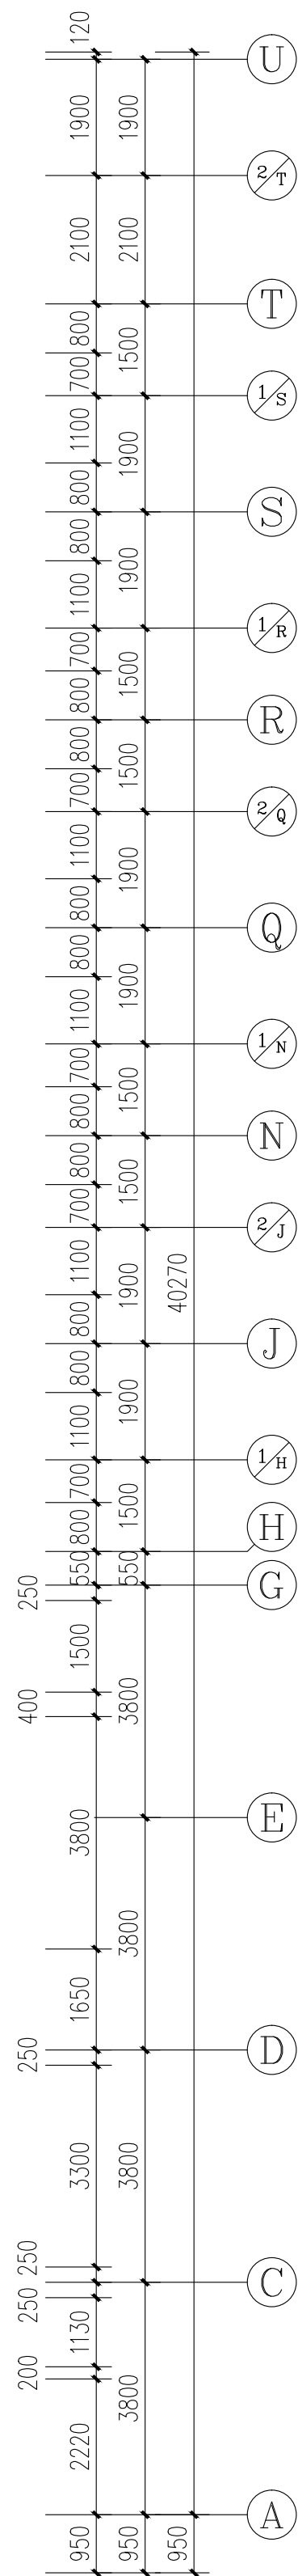 120
1900 1900
2100 2100
800
700 1500
1100
800 1900
800
1100 1900
700
800 1500
800
700 1500
1100
800 1900
800
1100 1900
700
800 1500
800
700 1500
1100
800 1900
40270
800
1100 1900
700
800 1500
550 550
250
1500
400
3800
3800
3800
1650
250
3300 3800
250
250
1130
200
3800
2220
950 950 950
U
2/T
T
1/S
S
1/R
R
2/Q
Q
1/N
N
2/J
J
1/H
H
G
E
D
C
A